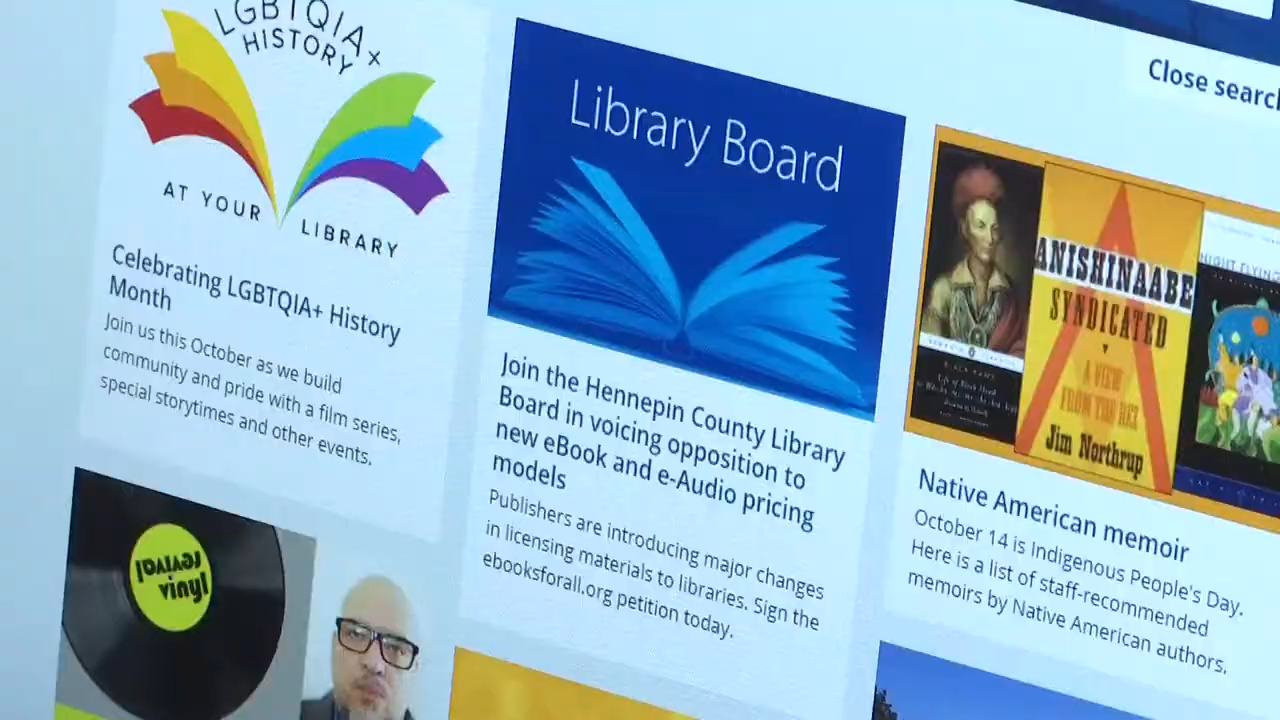 LGBTQIA+
HISTORY
AT YOUR LIBRARY
Celebrating LGBTQIA+ History
Month
Join us this October as we build
community and pride with a film series,
special storytimes and other events.
revival
vinyl
Library Board
Join the Hennepin County Library
Board in voicing opposition to
new eBook and e-Audio pricing
models
Publishers are introducing major changes
in licensing materials to libraries. Sign the
ebooksforall.org petition today.
Close search
ANISHINAABE
SYNDICATED
A VIEW
FROM THE REZ
Jim Northrup
NIGHT FLYING
Native American memoir
October 14 is Indigenous People's Day.
Here is a list of staff-recommended
memoirs by Native American authors.